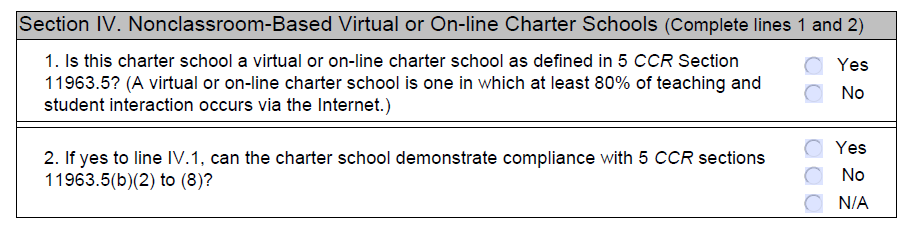 Section IV. Nonclassroom-Based Virtual or On-line Charter Schools (Complete lines 1 and 2)
1. Is this charter school a virtual or on-line charter school as defined in 5 CCR Section
11963.5? (A virtual or on-line charter school is one in which at least 80% of teaching and
student interaction occurs via the Internet.)
Yes
No
2. If yes to line IV.1, can the charter school demonstrate compliance with 5 CCR sections
11963.5(b)(2) to (8)?
Yes
No
N/A